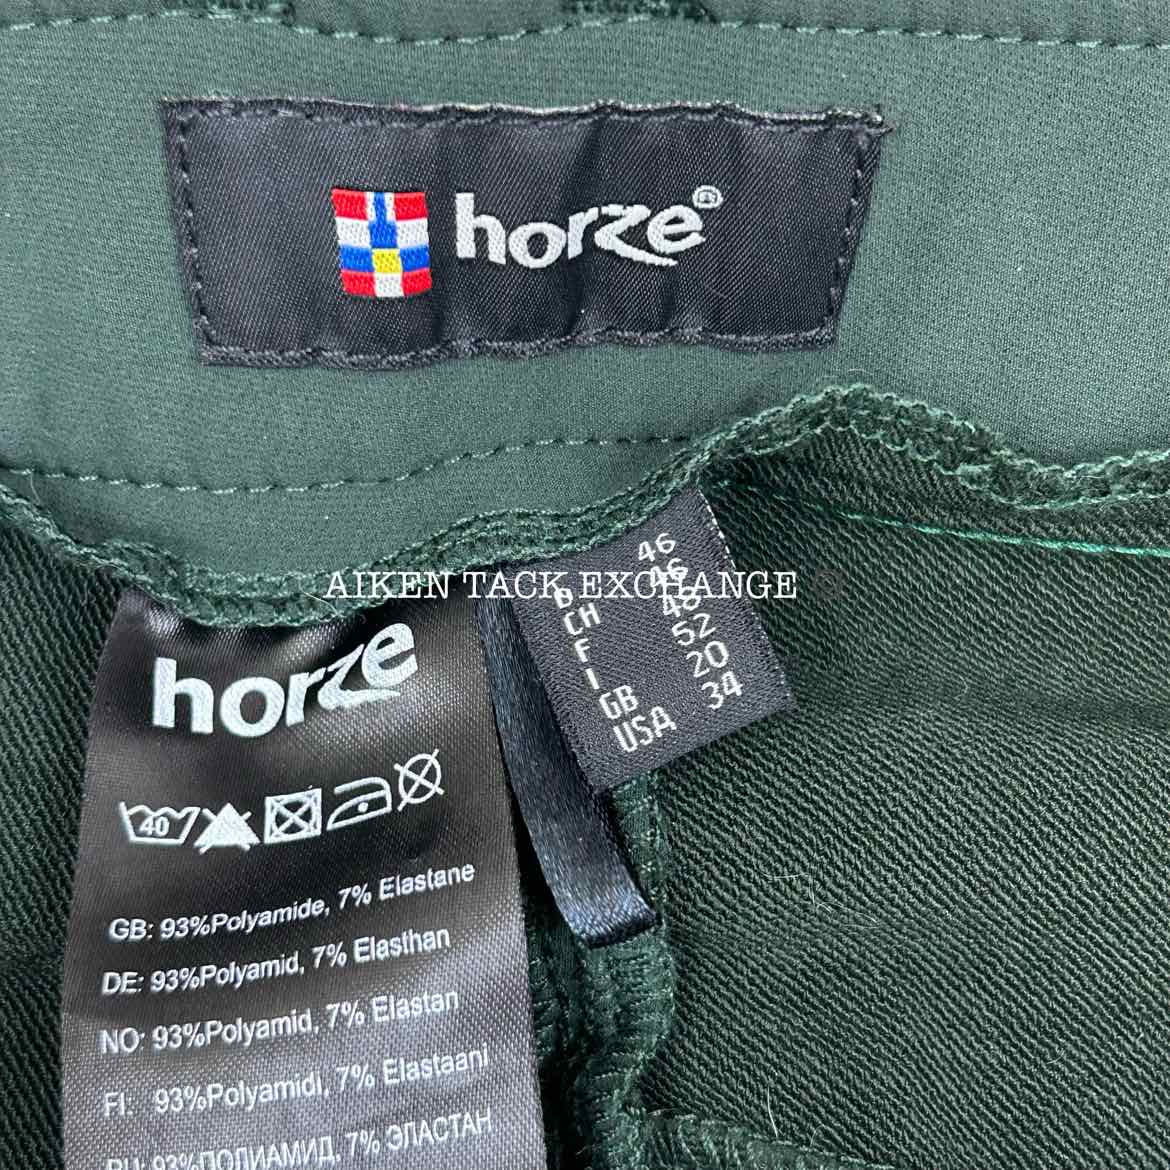 horze®
46
D 46
CH 48
F 52
I
GB 20
USA 34
AIKEN TACK EXCHANGE
horze
40
GB: 93%Polyamide, 7% Elastane
DE: 93%Polyamid, 7% Elasthan
NO: 93%Polyamid, 7% Elastan
FI: 93%Polyamidi, 7% Elastaani
RU: 93%ПОЛИАМИД, 7% ЭЛАСТАН